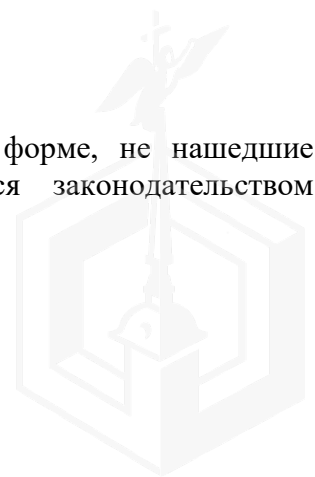 форме, не нашедшие
ся законодательством